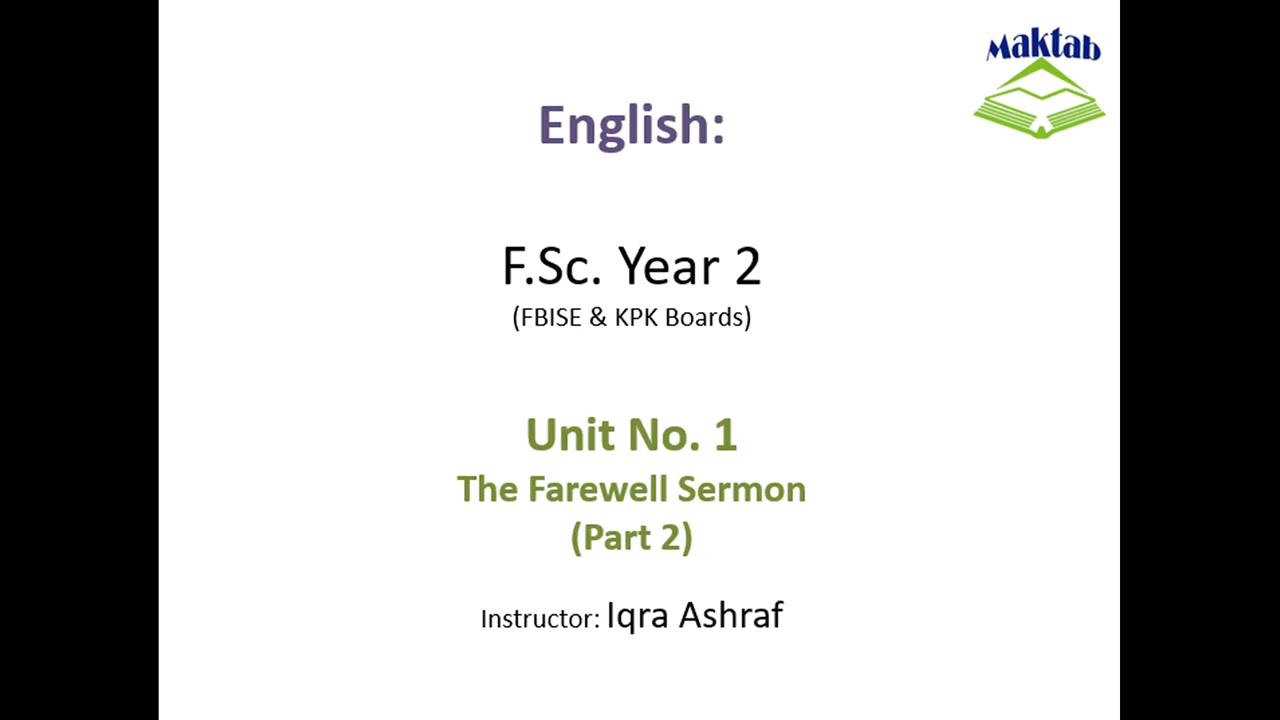 Maktab
English:
F.Sc. Year 2
(FBISE & KPK Boards)
Unit No. 1
The Farewell Sermon
(Part 2)
Instructor: Iqra Ashraf